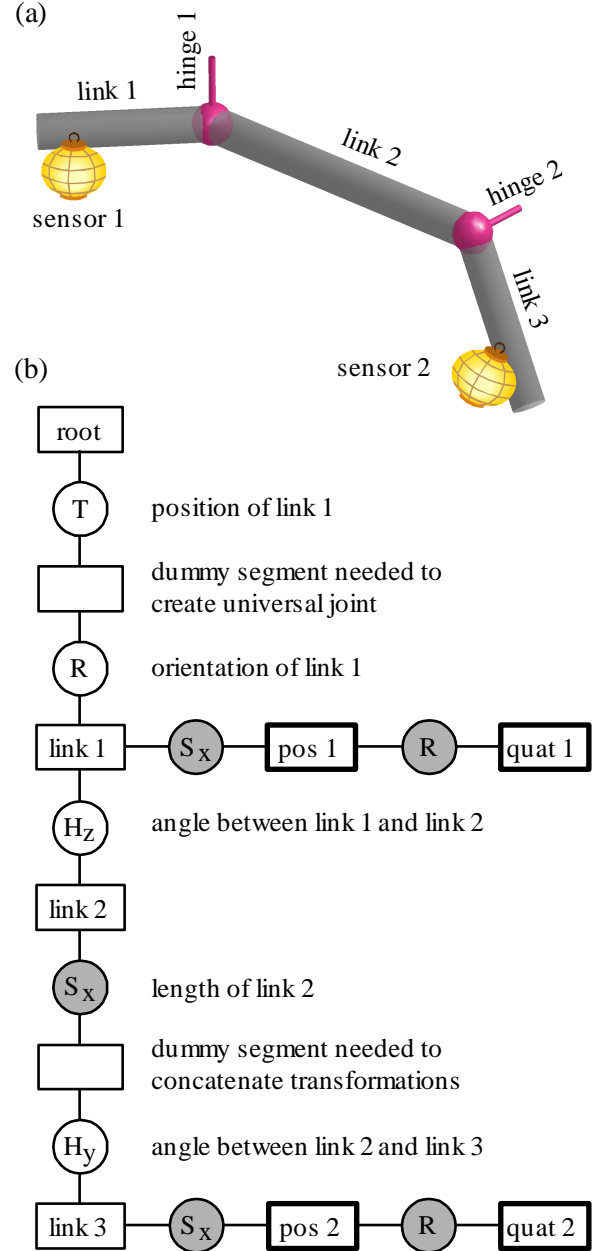 (a)
hinge 1
link 1
link 2
hinge 2
sensor 1
link 3
sensor 2
(b)
root
T position of link 1
dummy segment needed to
create universal joint
R orientation of link 1
link 1 Sx pos 1 R quat 1
Hz angle between link 1 and link 2
link 2
Sx length of link 2
dummy segment needed to
concatenate transformations
Hy angle between link 2 and link 3
link 3 Sx pos 2 R quat 2